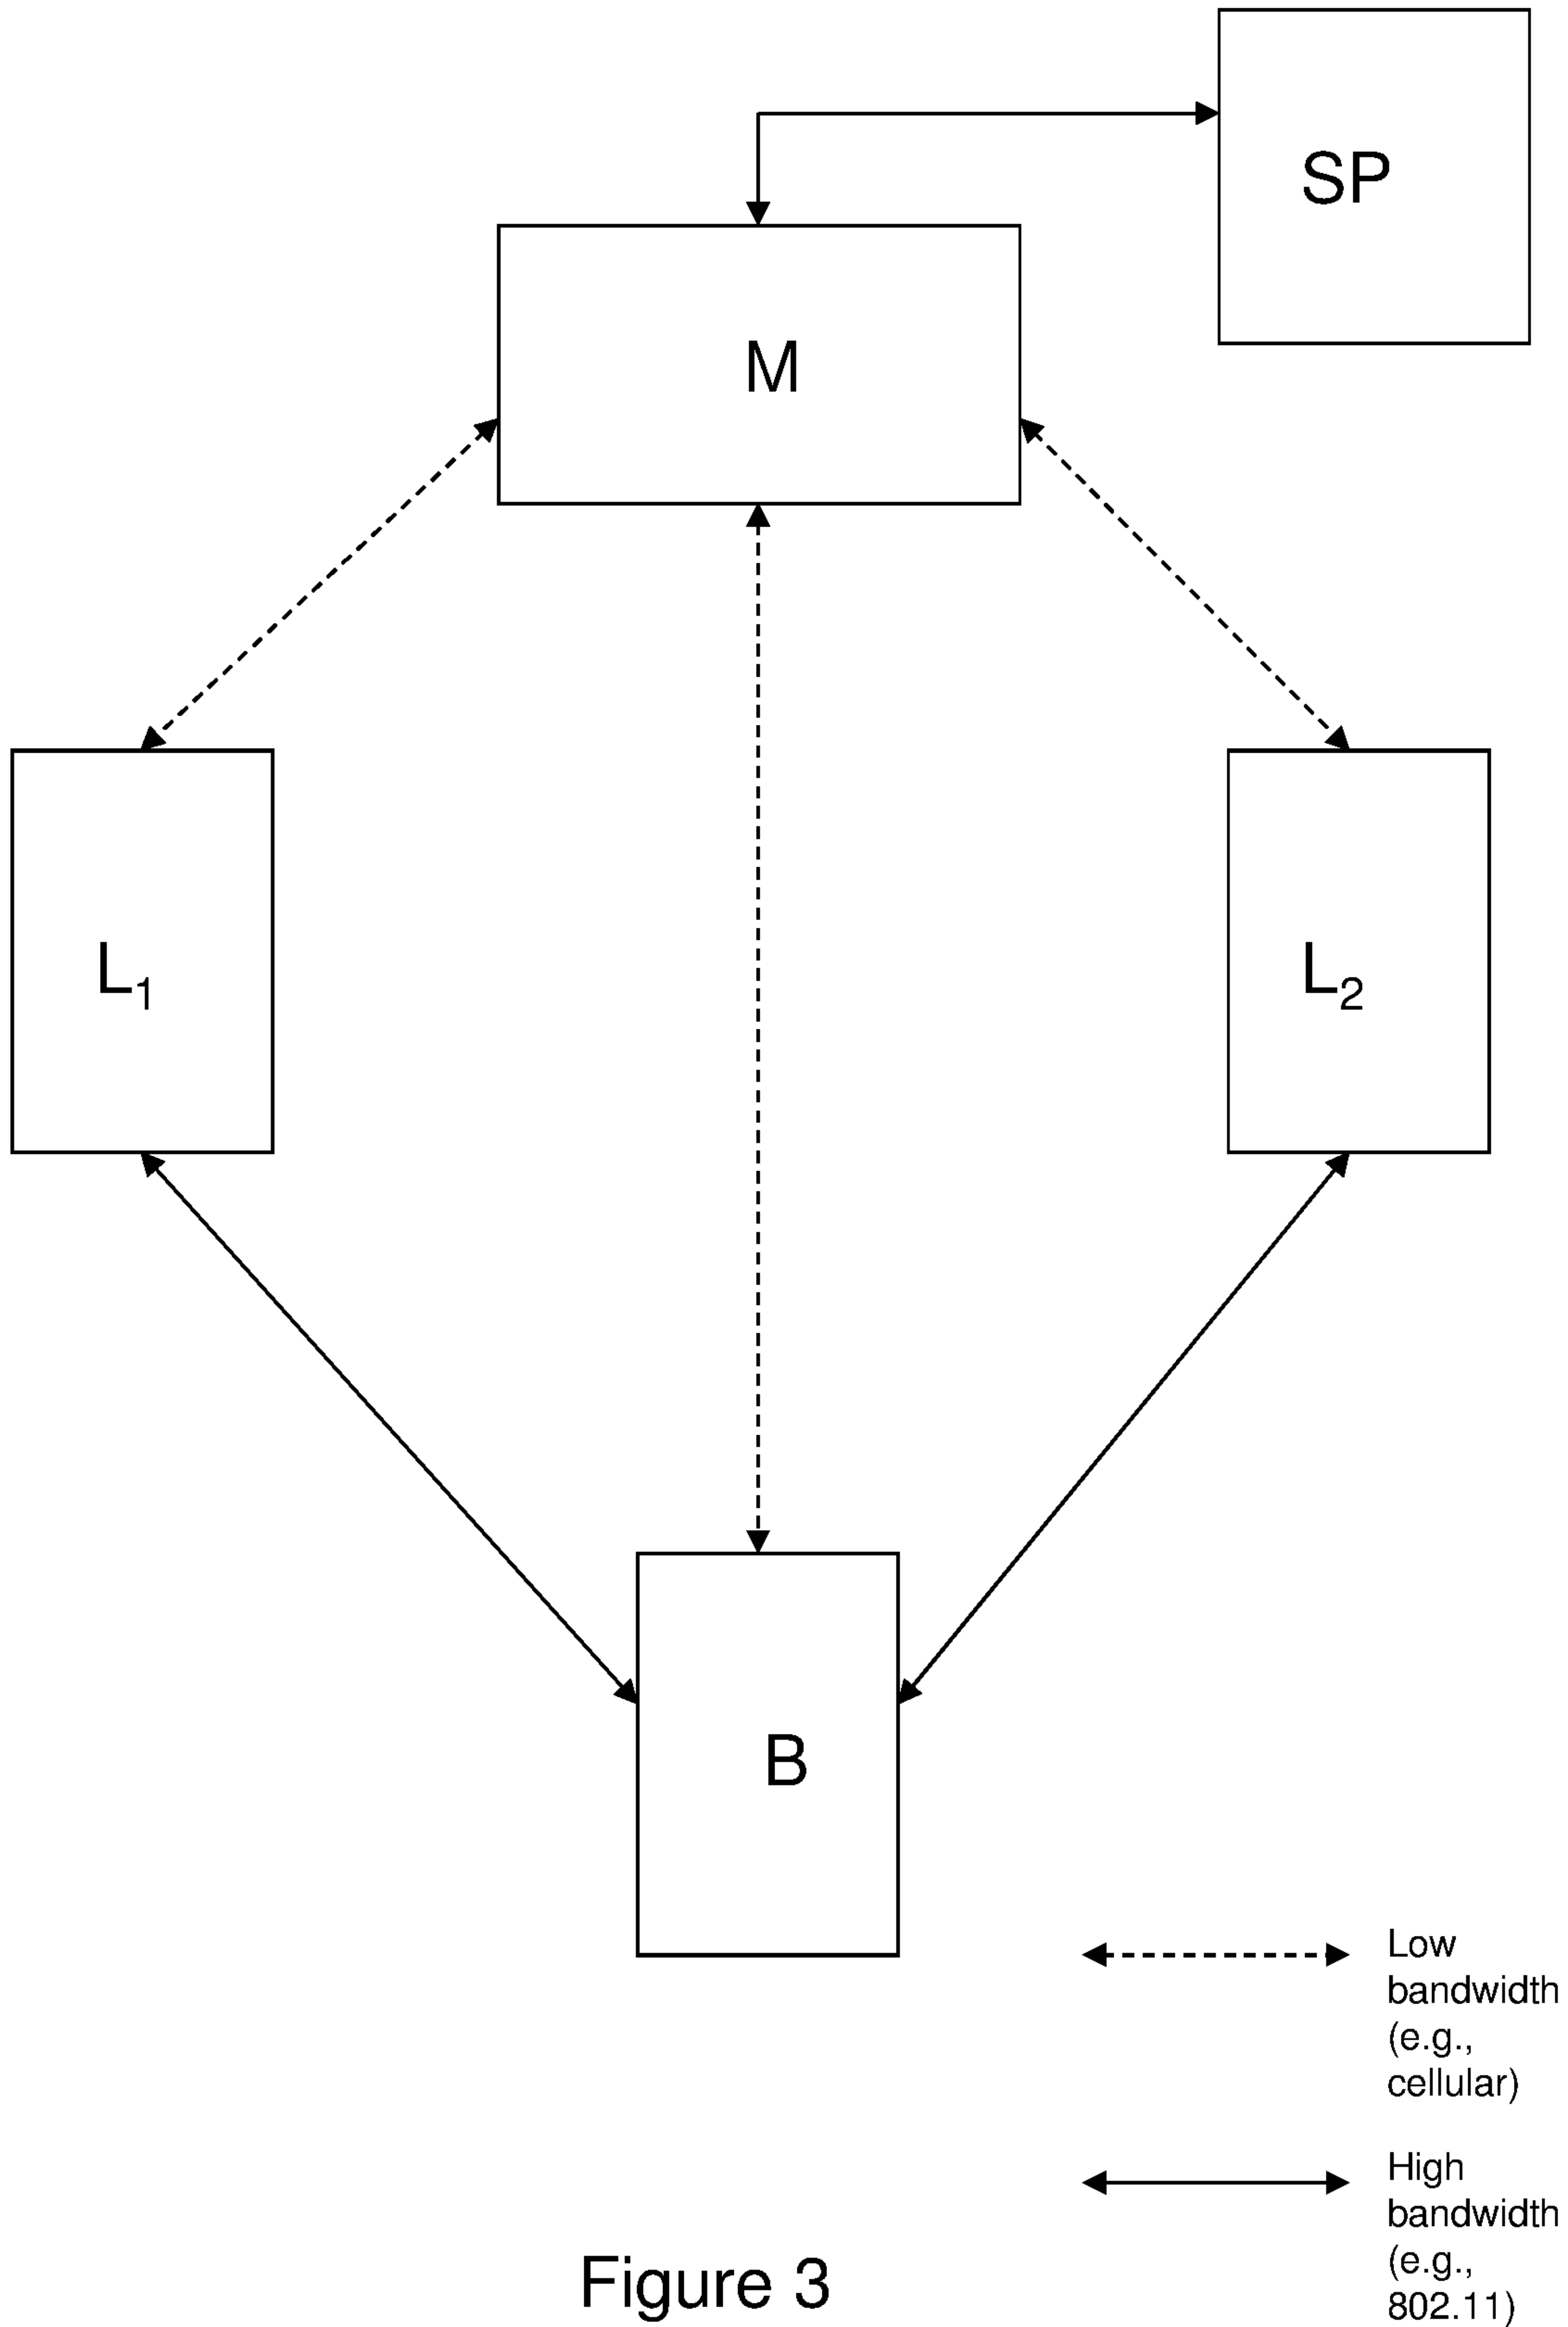 SP
M
L₁
L₂
B
Low
bandwidth
(e.g.,
cellular)
High
bandwidth
(e.g.,
802.11)
Figure 3